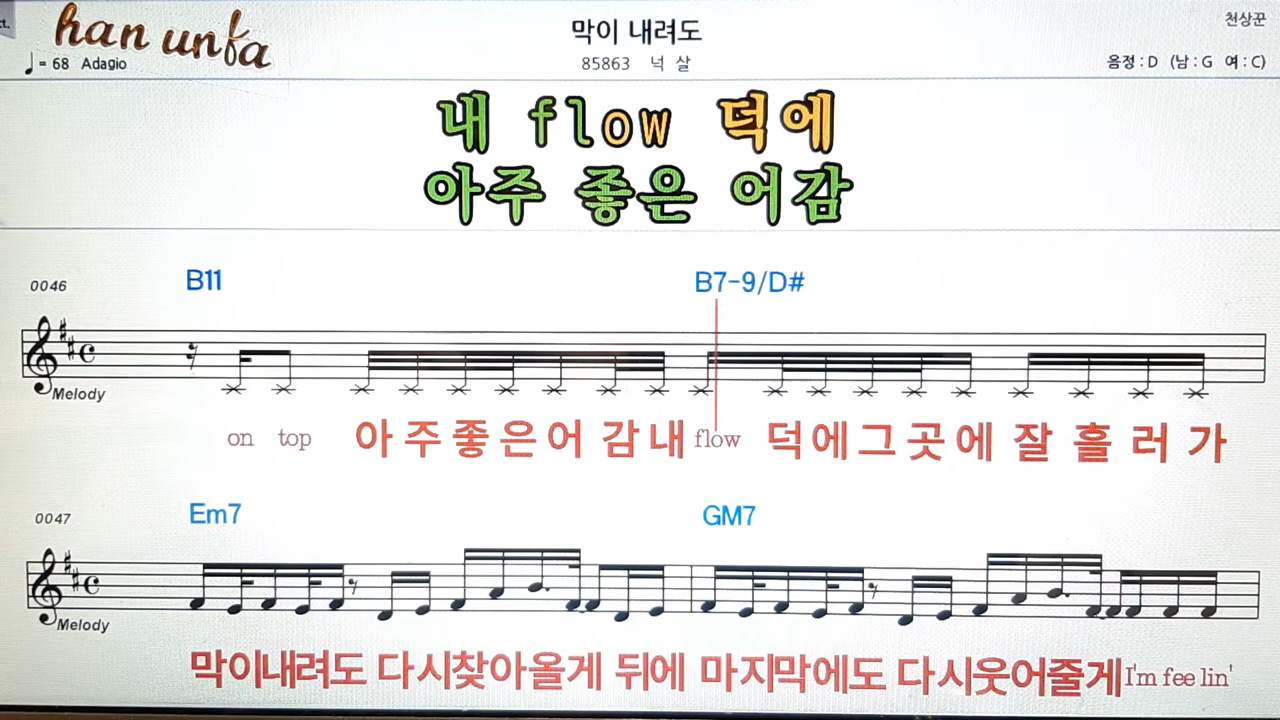 ct.
han unfa
막이 내려도
천상꾼
♩= 68 Adagio
85863 넉 살
음정 : D (남 : G 여 : C)
내 flow 덕에
아주 좋은 어감
0046
B11 B7-9/D#
Melody
on top 아 주 좋 은 어 감 내 flow 덕 에 그 곳 에 잘 흘 러 가
0047
Em7 GM7
Melody
막이내려도 다시찾아올게 뒤에 마지막에도 다시웃어줄게 I'm fee lin'